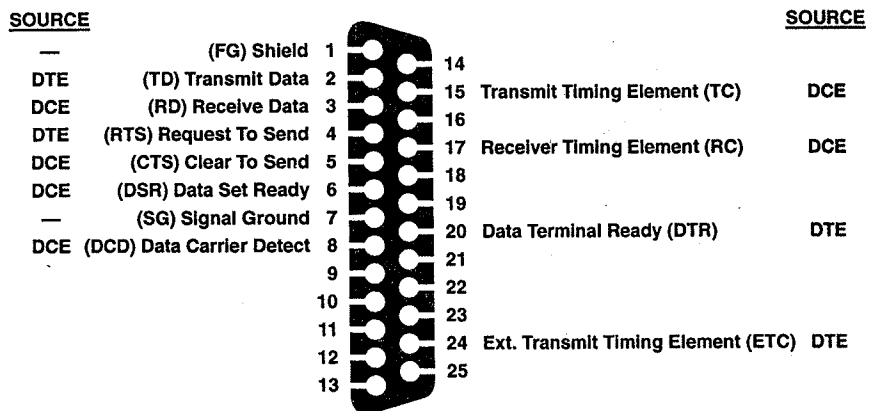 SOURCE
— (FG) Shield 1
DTE (TD) Transmit Data 2
DCE (RD) Receive Data 3
DTE (RTS) Request To Send 4
DCE (CTS) Clear To Send 5
DCE (DSR) Data Set Ready 6
— (SG) Signal Ground 7
DCE (DCD) Data Carrier Detect 8
9
10
11
12
13
SOURCE
14
15 Transmit Timing Element (TC) DCE
16
17 Receiver Timing Element (RC) DCE
18
19
20 Data Terminal Ready (DTR) DTE
21
22
23
24 Ext. Transmit Timing Element (ETC) DTE
25